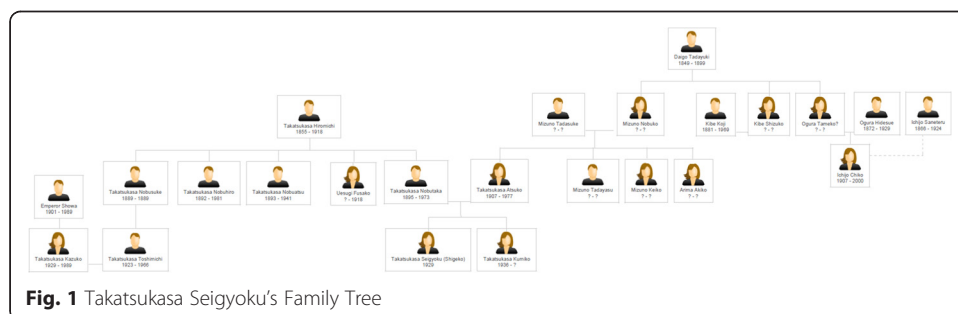 Daigo Tadayuki
1849 - 1899
Takatsukasa Hiromichi
1855 - 1918
Mizuno Tadasuke
? - ?
Mizuno Nobuko
? - ?
Kibe Koji
1881 - 1969
Kibe Shizuko
? - ?
Ogura Tameko?
? - ?
Ogura Hidesue
1872 - 1929
Ichijo Saneteru
1866 - 1924
Ichijo Chiko
1907 - 2000
Emperor Showa
1901 - 1989
Takatsukasa Nobusuke
1889 - 1959
Takatsukasa Nobuhiro
1892 - 1981
Takatsukasa Nobuatsu
1893 - 1941
Uesugi Fusako
? - 1918
Takatsukasa Nobutaka
1895 - 1973
Takatsukasa Atsuko
1907 - 1977
Mizuno Tadayasu
? - ?
Mizuno Keiko
? - ?
Arima Akiko
? - ?
Takatsukasa Kazuko
1929 - 1989
Takatsukasa Toshimichi
1923 - 1966
Takatsukasa Seigyoku (Shigeko)
1929
Takatsukasa Kumiko
1936 - ?
Fig. 1 Takatsukasa Seigyoku's Family Tree